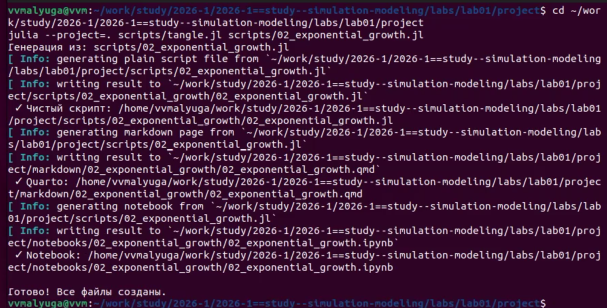 vvmalyuga@vvm:~/work/study/2026-1/2026-1==study--simulation-modeling/labs/lab01/project$ cd ~/wor
k/study/2026-1/2026-1==study--simulation-modeling/labs/lab01/project
julia --project=. scripts/tangle.jl scripts/02_exponential_growth.jl
Генерация из: scripts/02_exponential_growth.jl
[ Info: generating plain script file from `~/work/study/2026-1/2026-1==study--simulation-modeling
/labs/lab01/project/scripts/02_exponential_growth.jl`
[ Info: writing result to `~/work/study/2026-1/2026-1==study--simulation-modeling/labs/lab01/proj
ect/scripts/02_exponential_growth/02_exponential_growth.jl`
✓ Чистый скрипт: /home/vvmalyuga/work/study/2026-1/2026-1==study--simulation-modeling/labs/lab01
/project/scripts/02_exponential_growth/02_exponential_growth.jl
[ Info: generating markdown page from `~/work/study/2026-1/2026-1==study--simulation-modeling/lab
s/lab01/project/scripts/02_exponential_growth.jl`
[ Info: writing result to `~/work/study/2026-1/2026-1==study--simulation-modeling/labs/lab01/proj
ect/markdown/02_exponential_growth/02_exponential_growth.qmd`
✓ Quarto: /home/vvmalyuga/work/study/2026-1/2026-1==study--simulation-modeling/labs/lab01/projec
t/markdown/02_exponential_growth/02_exponential_growth.qmd
[ Info: generating notebook from `~/work/study/2026-1/2026-1==study--simulation-modeling/labs/lab
01/project/scripts/02_exponential_growth.jl`
[ Info: writing result to `~/work/study/2026-1/2026-1==study--simulation-modeling/labs/lab01/proj
ect/notebooks/02_exponential_growth/02_exponential_growth.ipynb`
✓ Notebook: /home/vvmalyuga/work/study/2026-1/2026-1==study--simulation-modeling/labs/lab01/proj
ect/notebooks/02_exponential_growth/02_exponential_growth.ipynb
Готово! Все файлы созданы.
vvmalyuga@vvm:~/work/study/2026-1/2026-1==study--simulation-modeling/labs/lab01/project$